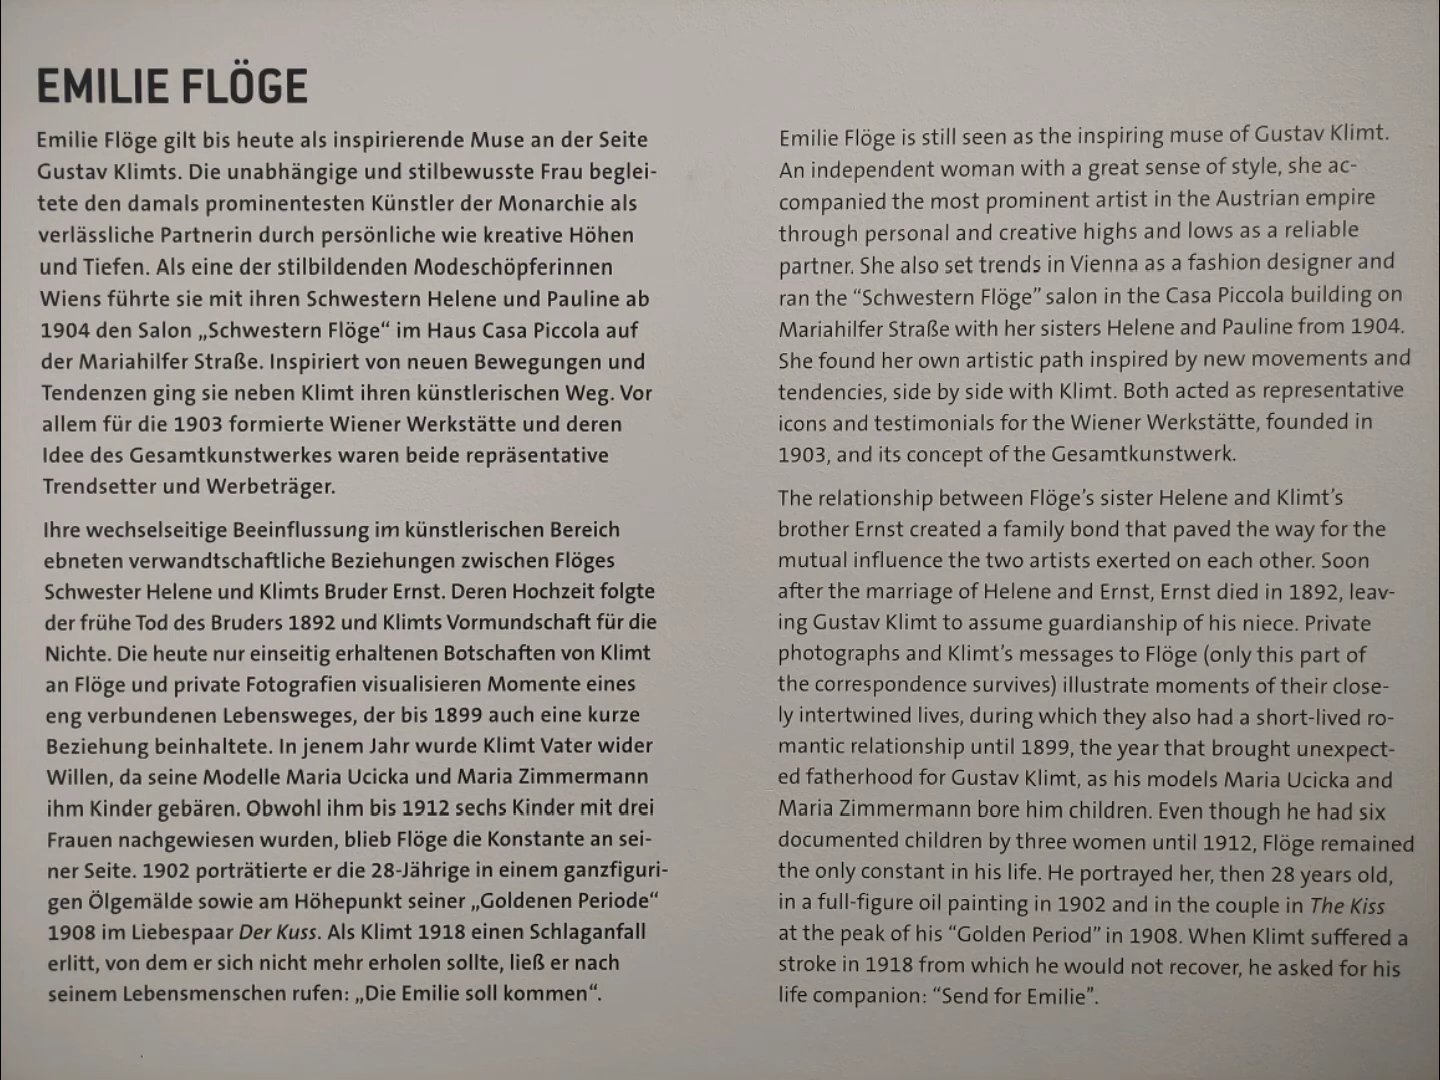 EMILIE FLÖGE
Emilie Flöge gilt bis heute als inspirierende Muse an der Seite
Gustav Klimts. Die unabhängige und stilbewusste Frau beglei-
tete den damals prominentesten Künstler der Monarchie als
verlässliche Partnerin durch persönliche wie kreative Höhen
und Tiefen. Als eine der stilbildenden Modeschöpferinnen
Wiens führte sie mit ihren Schwestern Helene und Pauline ab
1904 den Salon „Schwestern Flöge“ im Haus Casa Piccola auf
der Mariahilfer Straße. Inspiriert von neuen Bewegungen und
Tendenzen ging sie neben Klimt ihren künstlerischen Weg. Vor
allem für die 1903 formierte Wiener Werkstätte und deren
Idee des Gesamtkunstwerkes waren beide repräsentative
Trendsetter und Werbeträger.
Ihre wechselseitige Beeinflussung im künstlerischen Bereich
ebneten verwandtschaftliche Beziehungen zwischen Flöges
Schwester Helene und Klimts Bruder Ernst. Deren Hochzeit folgte
der frühe Tod des Bruders 1892 und Klimts Vormundschaft für die
Nichte. Die heute nur einseitig erhaltenen Botschaften von Klimt
an Flöge und private Fotografien visualisieren Momente eines
eng verbundenen Lebensweges, der bis 1899 auch eine kurze
Beziehung beinhaltete. In jenem Jahr wurde Klimt Vater wider
Willen, da seine Modelle Maria Ucicka und Maria Zimmermann
ihm Kinder gebären. Obwohl ihm bis 1912 sechs Kinder mit drei
Frauen nachgewiesen wurden, blieb Flöge die Konstante an sei-
ner Seite. 1902 porträtierte er die 28-Jährige in einem ganzfiguri-
gen Ölgemälde sowie am Höhepunkt seiner „Goldenen Periode“
1908 im Liebespaar Der Kuss. Als Klimt 1918 einen Schlaganfall
erlitt, von dem er sich nicht mehr erholen sollte, ließ er nach
seinem Lebensmenschen rufen: „Die Emilie soll kommen“.
Emilie Flöge is still seen as the inspiring muse of Gustav Klimt.
An independent woman with a great sense of style, she ac-
companied the most prominent artist in the Austrian empire
through personal and creative highs and lows as a reliable
partner. She also set trends in Vienna as a fashion designer and
ran the “Schwestern Flöge” salon in the Casa Piccola building on
Mariahilfer Straße with her sisters Helene and Pauline from 1904.
She found her own artistic path inspired by new movements and
tendencies, side by side with Klimt. Both acted as representative
icons and testimonials for the Wiener Werkstätte, founded in
1903, and its concept of the Gesamtkunstwerk.
The relationship between Flöge’s sister Helene and Klimt’s
brother Ernst created a family bond that paved the way for the
mutual influence the two artists exerted on each other. Soon
after the marriage of Helene and Ernst, Ernst died in 1892, leav-
ing Gustav Klimt to assume guardianship of his niece. Private
photographs and Klimt’s messages to Flöge (only this part of
the correspondence survives) illustrate moments of their close-
ly intertwined lives, during which they also had a short-lived ro-
mantic relationship until 1899, the year that brought unexpect-
ed fatherhood for Gustav Klimt, as his models Maria Ucicka and
Maria Zimmermann bore him children. Even though he had six
documented children by three women until 1912, Flöge remained
the only constant in his life. He portrayed her, then 28 years old,
in a full-figure oil painting in 1902 and in the couple in The Kiss
at the peak of his “Golden Period” in 1908. When Klimt suffered a
stroke in 1918 from which he would not recover, he asked for his
life companion: “Send for Emilie”.